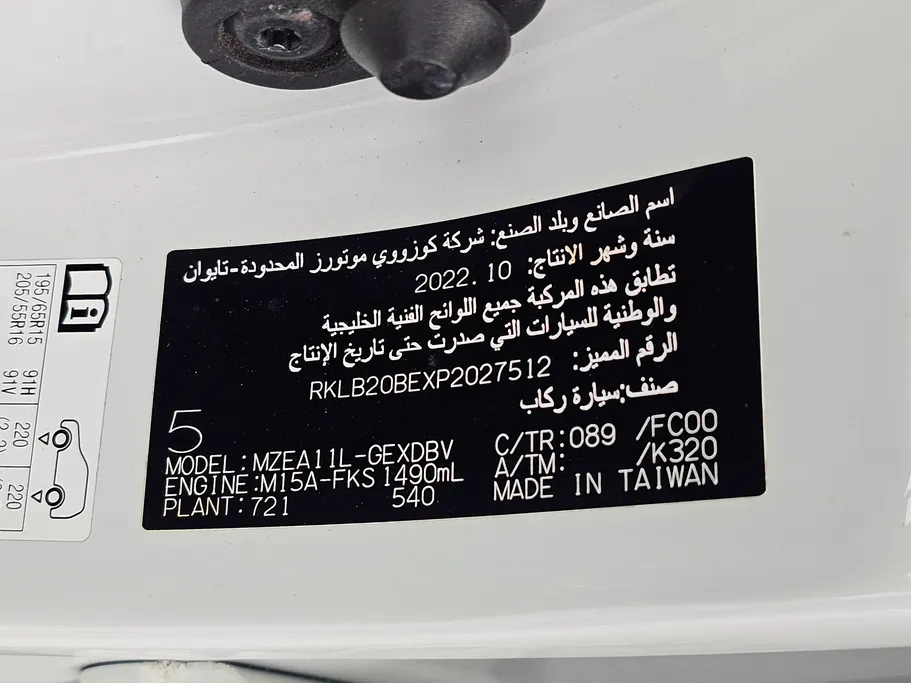 اسم الصانع وبلد الصنع: شركة كوزووي موتورز المحدودة-تايوان
سنة وشهر الانتاج: 2022.10
تطابق هذه المركبة جميع اللوائح الفنية الخليجية
والوطنية للسيارات التي صدرت حتى تاريخ الإنتاج
الرقم المميز: RKLB20BEXP2027512
صنف:سيارة ركاب
5
MODEL:MZEA11L-GEXDBV C/TR:089 /FC00
ENGINE:M15A-FKS 1490mL A/TM: /K320
PLANT:721 540 MADE IN TAIWAN
195/65R15 91H 220
205/55R16 91V 220